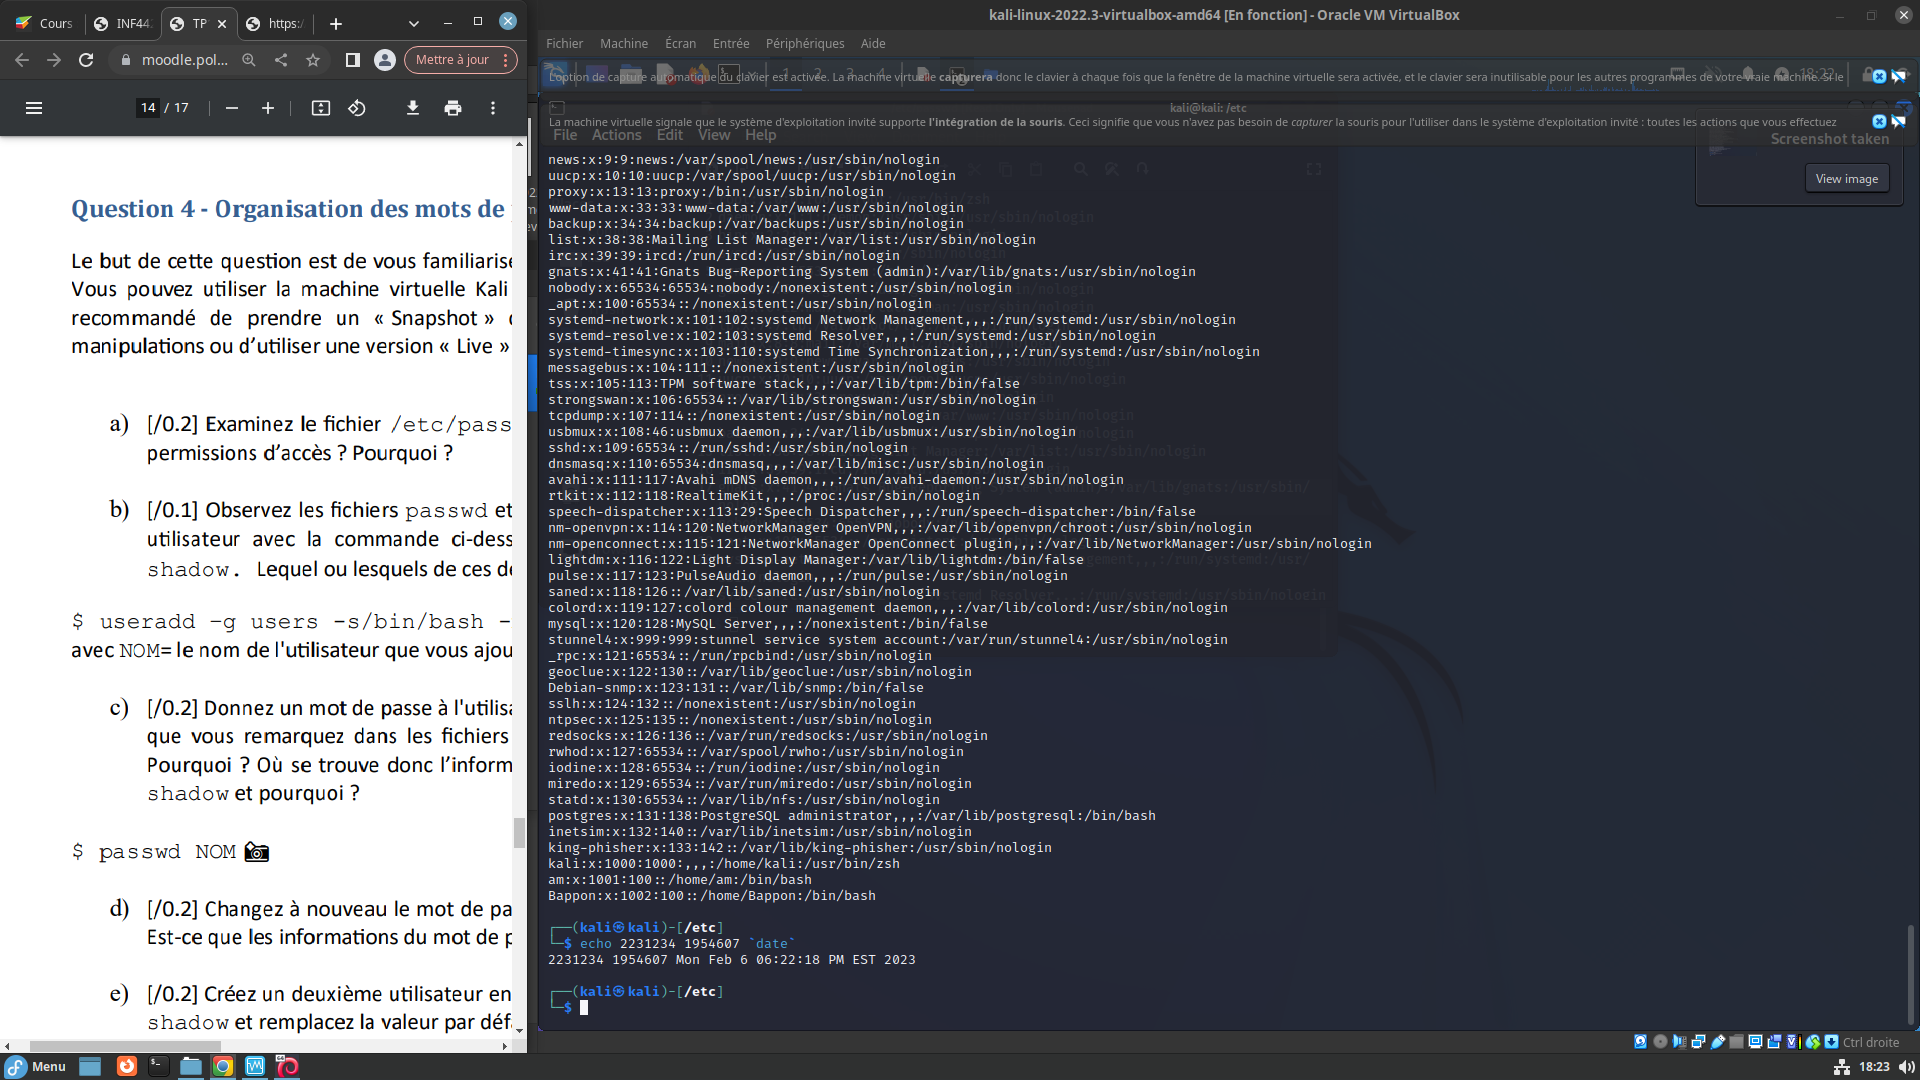 Cours
INF44
TP
https:/
moodle.pol...
Mettre à jour
14 / 17
Question 4 - Organisation des mots de
Le but de cette question est de vous familiarise
Vous pouvez utiliser la machine virtuelle Kali
recommandé de prendre un « Snapshot »
manipulations ou d'utiliser une version « Live »
a) [/0.2] Examinez le fichier /etc/pass
permissions d'accès ? Pourquoi ?
b) [/0.1] Observez les fichiers passwd et
utilisateur avec la commande ci-dess
shadow. Lequel ou lesquels de ces de
$ useradd -g users -s/bin/bash -
avec NOM= le nom de l'utilisateur que vous ajou
c) [/0.2] Donnez un mot de passe à l'utilisa
que vous remarquez dans les fichiers
Pourquoi ? Où se trouve donc l'inform
shadow et pourquoi ?
$ passwd NOM
d) [/0.2] Changez à nouveau le mot de pa
Est-ce que les informations du mot de p
e) [/0.2] Créez un deuxième utilisateur en
shadow et remplacez la valeur par défa
kali-linux-2022.3-virtualbox-amd64 [En fonction] - Oracle VM VirtualBox
Fichier Machine Écran Entrée Périphériques Aide
L'option de capture automatique du clavier est activée. La machine virtuelle capturera donc le clavier à chaque fois que la fenêtre de la machine virtuelle sera activée, et le clavier sera inutilisable pour les autres programmes de votre vraie machine. Si le
kali@kali: /etc
La machine virtuelle signale que le système d'exploitation invité supporte l'intégration de la souris. Ceci signifie que vous n'avez pas besoin de capturer la souris pour l'utiliser dans le système d'exploitation invité : toutes les actions que vous effectuez
File Actions Edit View Help
Screenshot taken
View image
news:x:9:9:news:/var/spool/news:/usr/sbin/nologin
uucp:x:10:10:uucp:/var/spool/uucp:/usr/sbin/nologin
proxy:x:13:13:proxy:/bin:/usr/sbin/nologin
www-data:x:33:33:www-data:/var/www:/usr/sbin/nologin
backup:x:34:34:backup:/var/backups:/usr/sbin/nologin
list:x:38:38:Mailing List Manager:/var/list:/usr/sbin/nologin
irc:x:39:39:ircd:/run/ircd:/usr/sbin/nologin
gnats:x:41:41:Gnats Bug-Reporting System (admin):/var/lib/gnats:/usr/sbin/nologin
nobody:x:65534:65534:nobody:/nonexistent:/usr/sbin/nologin
_apt:x:100:65534::/nonexistent:/usr/sbin/nologin
systemd-network:x:101:102:systemd Network Management,,,:/run/systemd:/usr/sbin/nologin
systemd-resolve:x:102:103:systemd Resolver,,,:/run/systemd:/usr/sbin/nologin
systemd-timesync:x:103:110:systemd Time Synchronization,,,:/run/systemd:/usr/sbin/nologin
messagebus:x:104:111::/nonexistent:/usr/sbin/nologin
tss:x:105:113:TPM software stack,,,:/var/lib/tpm:/bin/false
strongswan:x:106:65534::/var/lib/strongswan:/usr/sbin/nologin
tcpdump:x:107:114::/nonexistent:/usr/sbin/nologin
usbmux:x:108:46:usbmux daemon,,,:/var/lib/usbmux:/usr/sbin/nologin
sshd:x:109:65534::/run/sshd:/usr/sbin/nologin
dnsmasq:x:110:65534:dnsmasq,,,:/var/lib/misc:/usr/sbin/nologin
avahi:x:111:117:Avahi mDNS daemon,,,:/run/avahi-daemon:/usr/sbin/nologin
rtkit:x:112:118:RealtimeKit,,,:/proc:/usr/sbin/nologin
speech-dispatcher:x:113:29:Speech Dispatcher,,,:/run/speech-dispatcher:/bin/false
nm-openvpn:x:114:120:NetworkManager OpenVPN,,,:/var/lib/openvpn/chroot:/usr/sbin/nologin
nm-openconnect:x:115:121:NetworkManager OpenConnect plugin,,,:/var/lib/NetworkManager:/usr/sbin/nologin
lightdm:x:116:122:Light Display Manager:/var/lib/lightdm:/bin/false
pulse:x:117:123:PulseAudio daemon,,,:/run/pulse:/usr/sbin/nologin
saned:x:118:126::/var/lib/saned:/usr/sbin/nologin
colord:x:119:127:colord colour management daemon,,,:/var/lib/colord:/usr/sbin/nologin
mysql:x:120:128:MySQL Server,,,:/nonexistent:/bin/false
stunnel4:x:999:999:stunnel service system account:/var/run/stunnel4:/usr/sbin/nologin
_rpc:x:121:65534::/run/rpcbind:/usr/sbin/nologin
geoclue:x:122:130::/var/lib/geoclue:/usr/sbin/nologin
Debian-snmp:x:123:131::/var/lib/snmp:/bin/false
sslh:x:124:132::/nonexistent:/usr/sbin/nologin
ntpsec:x:125:135::/nonexistent:/usr/sbin/nologin
redsocks:x:126:136::/var/run/redsocks:/usr/sbin/nologin
rwhod:x:127:65534::/var/spool/rwho:/usr/sbin/nologin
iodine:x:128:65534::/run/iodine:/usr/sbin/nologin
miredo:x:129:65534::/var/run/miredo:/usr/sbin/nologin
statd:x:130:65534::/var/lib/nfs:/usr/sbin/nologin
postgres:x:131:138:PostgreSQL administrator,,,:/var/lib/postgresql:/bin/bash
inetsim:x:132:140::/var/lib/inetsim:/usr/sbin/nologin
king-phisher:x:133:142::/var/lib/king-phisher:/usr/sbin/nologin
kali:x:1000:1000:,,,:/home/kali:/usr/bin/zsh
am:x:1001:100::/home/am:/bin/bash
Bappon:x:1002:100::/home/Bappon:/bin/bash
┌──(kali㉿kali)-[/etc]
└─$ echo 2231234 1954607 `date`
2231234 1954607 Mon Feb 6 06:22:18 PM EST 2023
┌──(kali㉿kali)-[/etc]
└─$
Ctrl droite
Menu
18:23